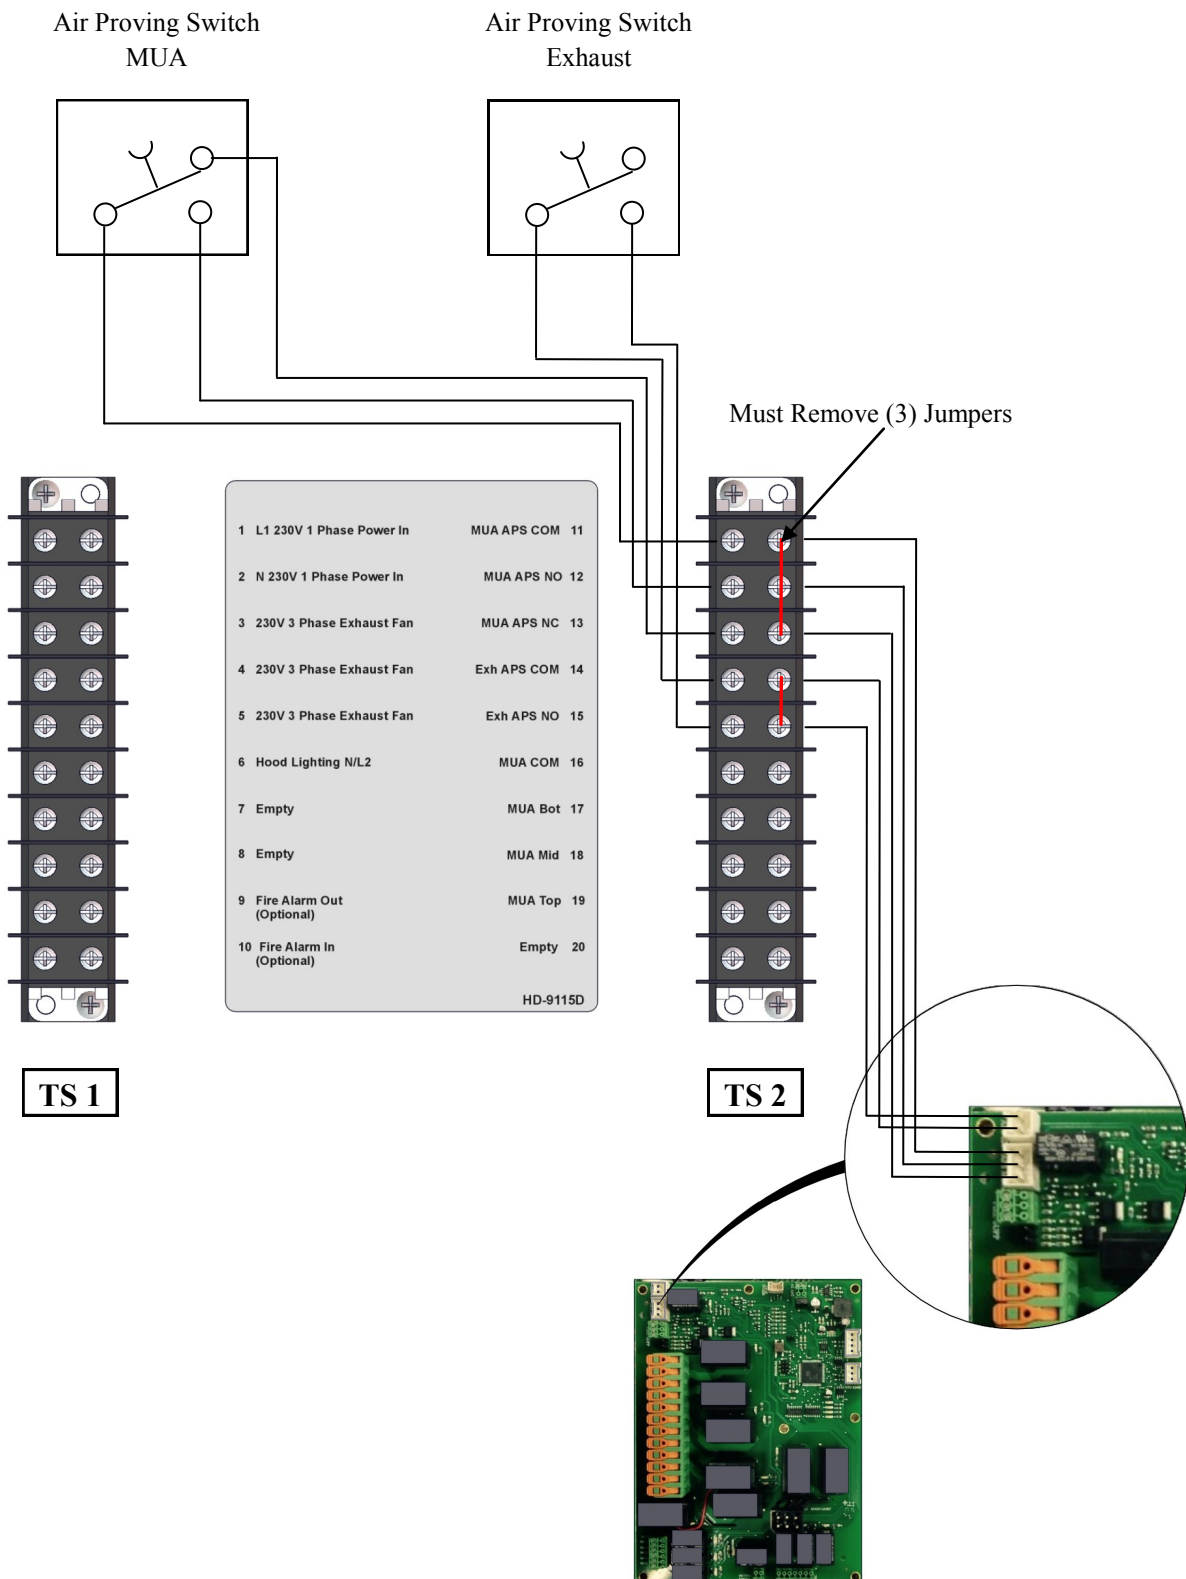 Air Proving Switch
MUA
Air Proving Switch
Exhaust
Must Remove (3) Jumpers
1 L1 230V 1 Phase Power In
MUA APS COM 11
2 N 230V 1 Phase Power In
MUA APS NO 12
3 230V 3 Phase Exhaust Fan
MUA APS NC 13
4 230V 3 Phase Exhaust Fan
Exh APS COM 14
5 230V 3 Phase Exhaust Fan
Exh APS NO 15
6 Hood Lighting N/L2
MUA COM 16
7 Empty
MUA Bot 17
8 Empty
MUA Mid 18
9 Fire Alarm Out
(Optional)
MUA Top 19
10 Fire Alarm In
(Optional)
Empty 20
HD-9115D
TS 1
TS 2